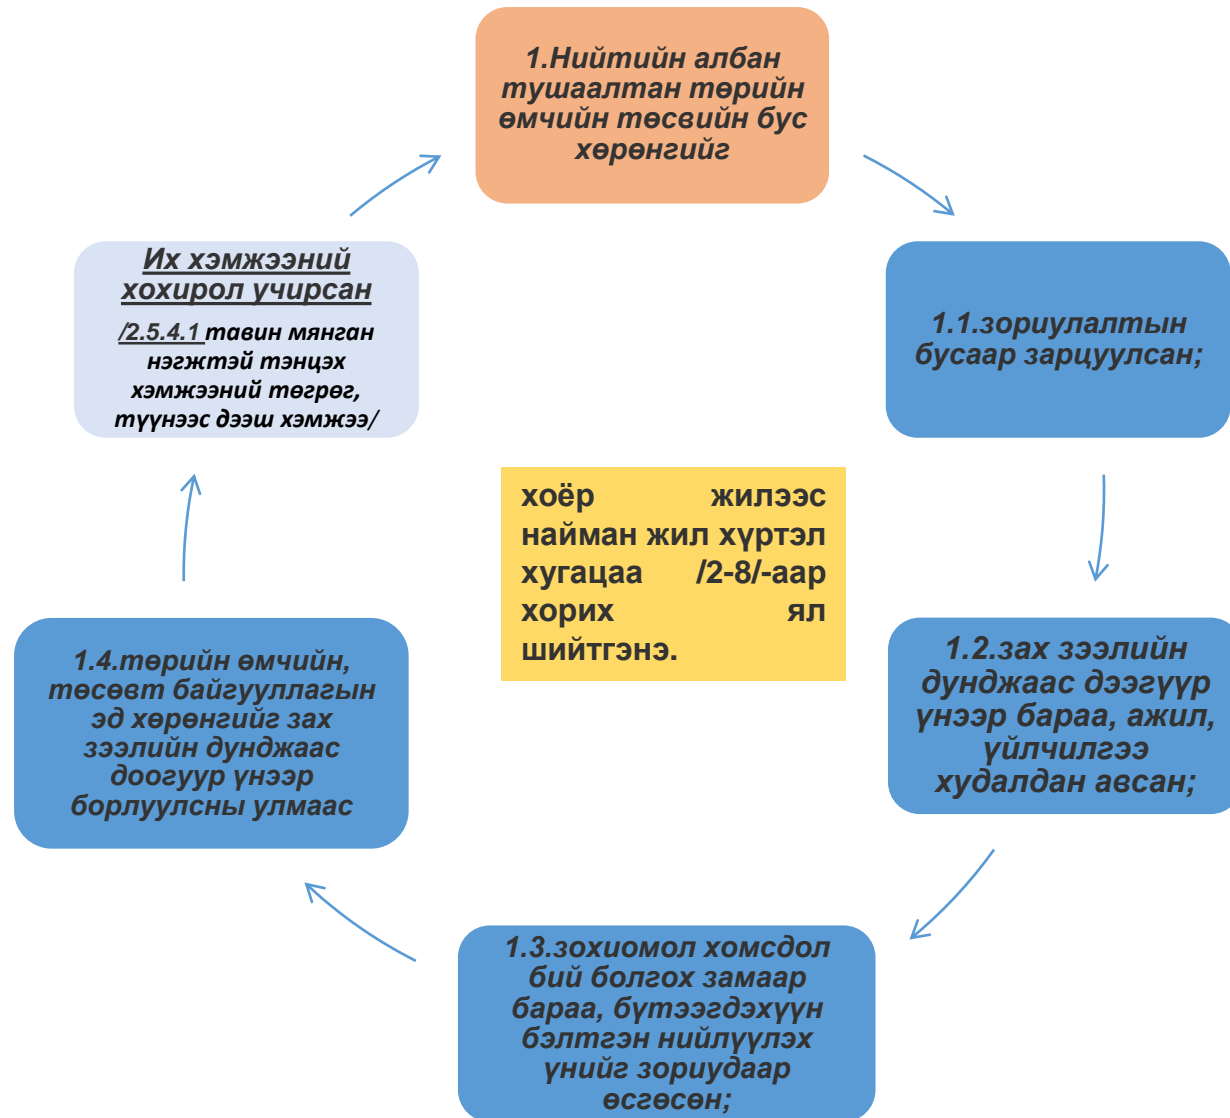 1.Нийтийн албан
тушаалтан төрийн
өмчийн төсвийн бус
хөрөнгийг
1.1.зориулалтын
бусаар зарцуулсан;
1.2.зах зээлийн
дунджаас дээгүүр
үнээр бараа, ажил,
үйлчилгээ
худалдан авсан;
1.3.зохиомол хомсдол
бий болгох замаар
бараа, бүтээгдэхүүн
бэлтгэн нийлүүлэх
үнийг зориудаар
өсгөсөн;
1.4.төрийн өмчийн,
төсөвт байгууллагын
эд хөрөнгийг зах
зээлийн дунджаас
доогуур үнээр
борлуулсны улмаас
Их хэмжээний
хохирол учирсан
/2.5.4.1 тавин мянган
нэгжтэй тэнцэх
хэмжээний төгрөг,
түүнээс дээш хэмжээ/
хоёр жилээс
найман жил хүртэл
хугацаа /2-8/-аар
хорих ял
шийтгэнэ.